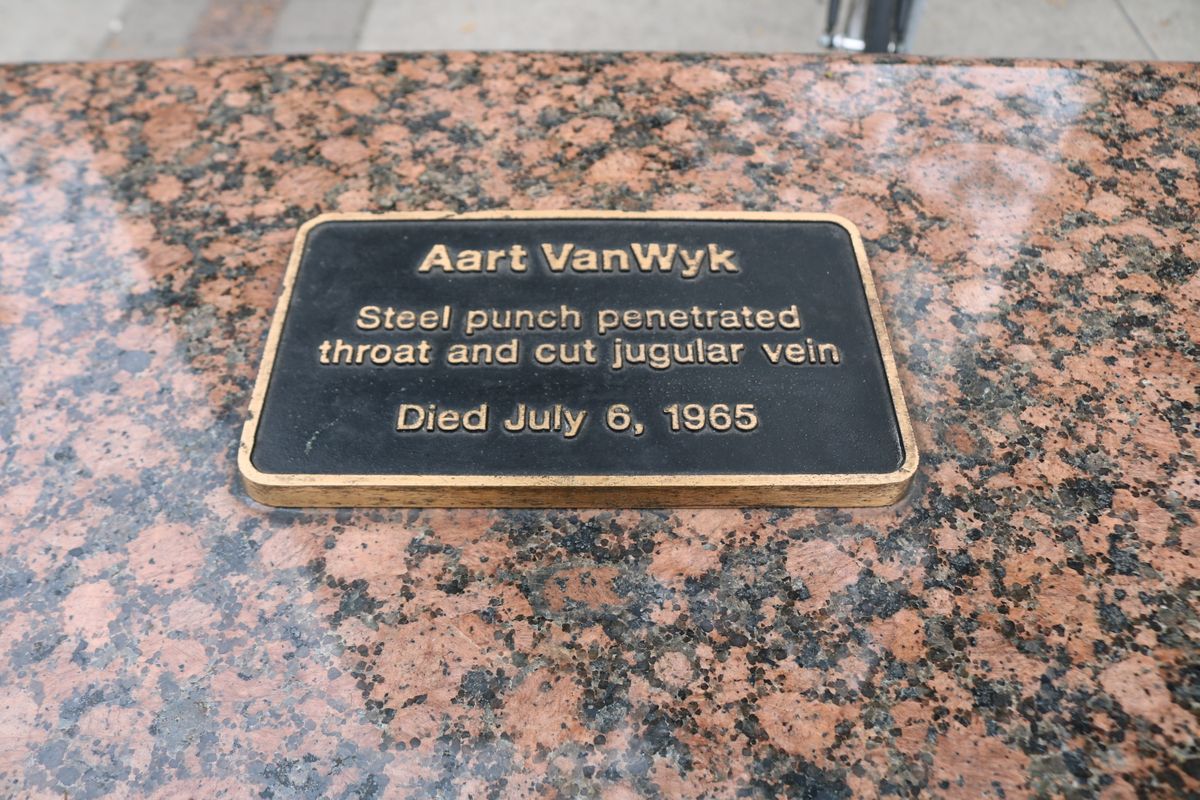 Aart VanWyk
Steel punch penetrated
throat and cut jugular vein
Died July 6, 1965